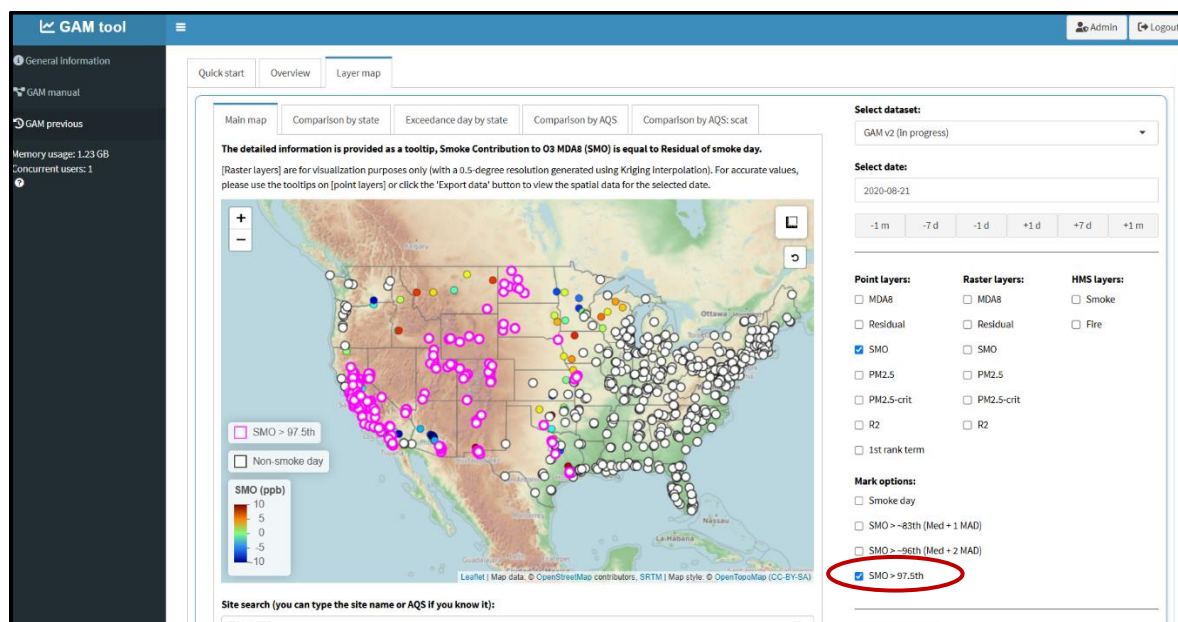 GAM tool
Admin
Logout
General information
GAM manual
GAM previous
Memory usage: 1.23 GB
Concurrent users: 1
Quick start
Overview
Layer map
Main map
Comparison by state
Exceedance day by state
Comparison by AQS
Comparison by AQS: scat
The detailed information is provided as a tooltip, Smoke Contribution to O3 MDA8 (SMO) is equal to Residual of smoke day.
[Raster layers] are for visualization purposes only (with a 0.5-degree resolution generated using Kriging interpolation). For accurate values,
please use the tooltips on [point layers] or click the 'Export data' button to view the spatial data for the selected date.
+
−
Calgary
Ottawa
Nassau
La Habana
Tijuana
Guadalajara
SMO > 97.5th
Non-smoke day
SMO (ppb)
10
5
0
-5
-10
Leaflet | Map data: © OpenStreetMap contributors, SRTM | Map style: © OpenTopoMap (CC-BY-SA)
Site search (you can type the site name or AQS if you know it):
Select dataset:
GAM v2 (In progress)
Select date:
2020-08-21
-1 m
-7 d
-1 d
+1 d
+7 d
+1 m
Point layers:
MDA8
Residual
SMO
PM2.5
PM2.5-crit
R2
1st rank term
Raster layers:
MDA8
Residual
SMO
PM2.5
PM2.5-crit
R2
HMS layers:
Smoke
Fire
Mark options:
Smoke day
SMO > ~83th (Med + 1 MAD)
SMO > ~96th (Med + 2 MAD)
SMO > 97.5th